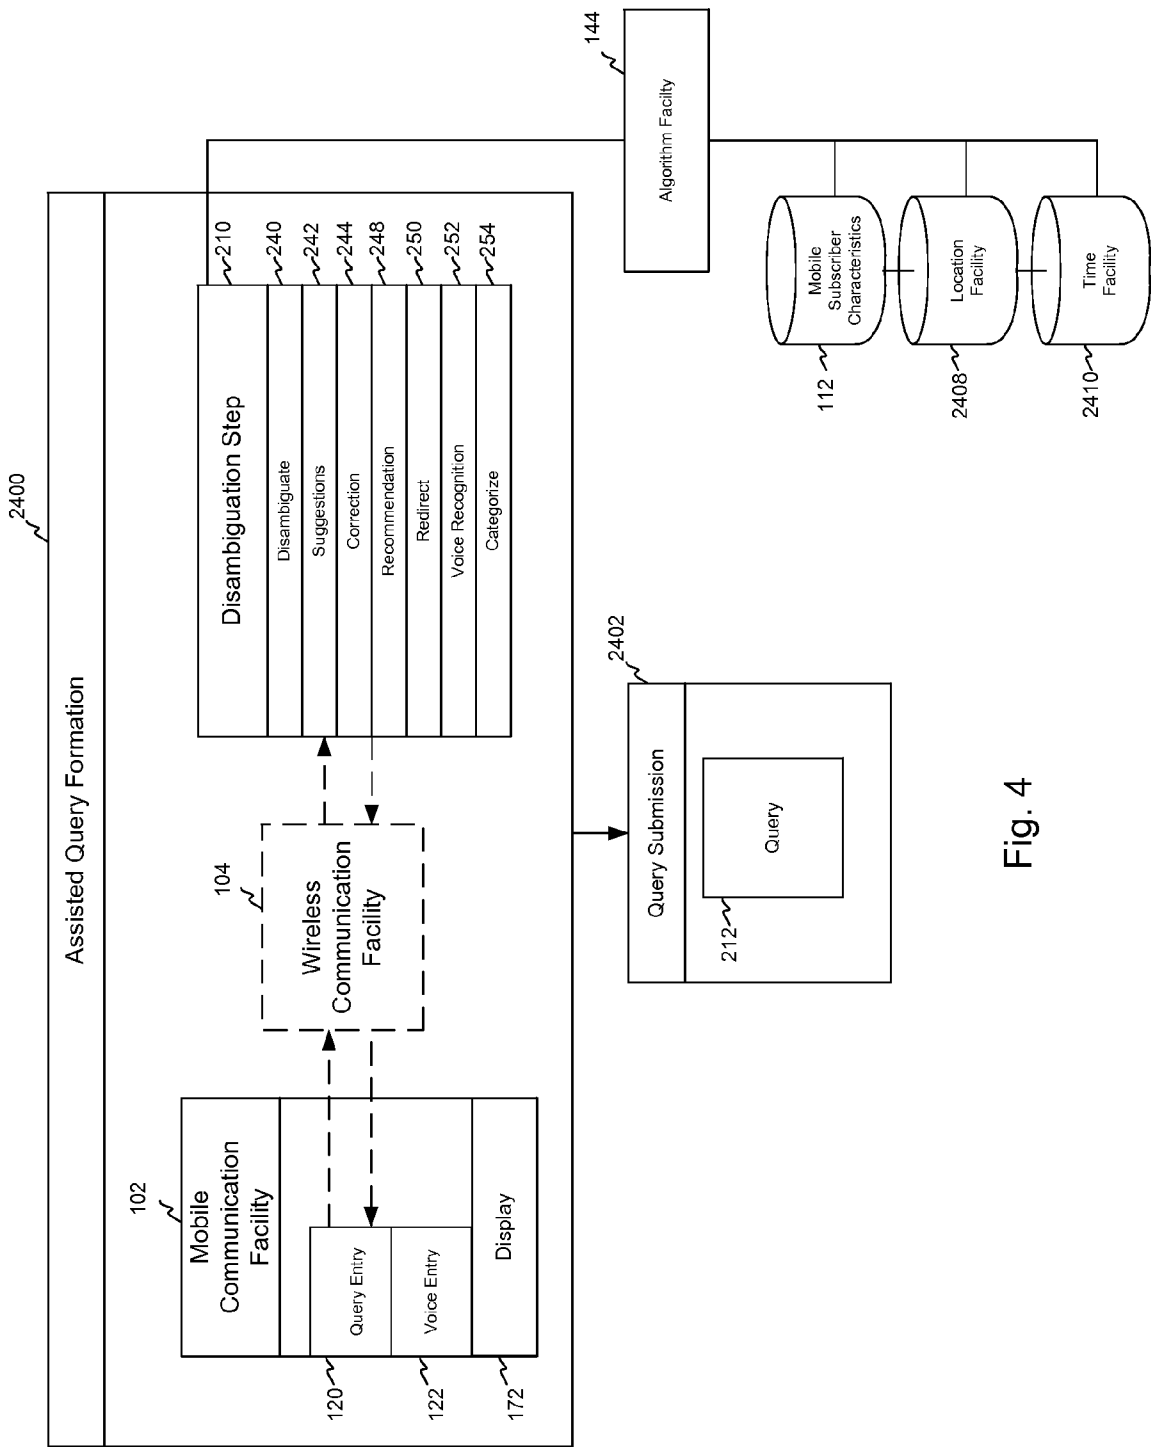 2400
Assisted Query Formation
102
Mobile
Communication
Facility
120
Query Entry
122
Voice Entry
172
Display
104
Wireless
Communication
Facility
Disambiguation Step
210
Disambiguate
240
Suggestions
242
Correction
244
Recommendation
248
Redirect
250
Voice Recognition
252
Categorize
254
2402
Query Submission
212
Query
144
Algorithm Facilty
Mobile
Subscriber
Characteristics
112
Location
Facility
2408
Time
Facility
2410
Fig. 4